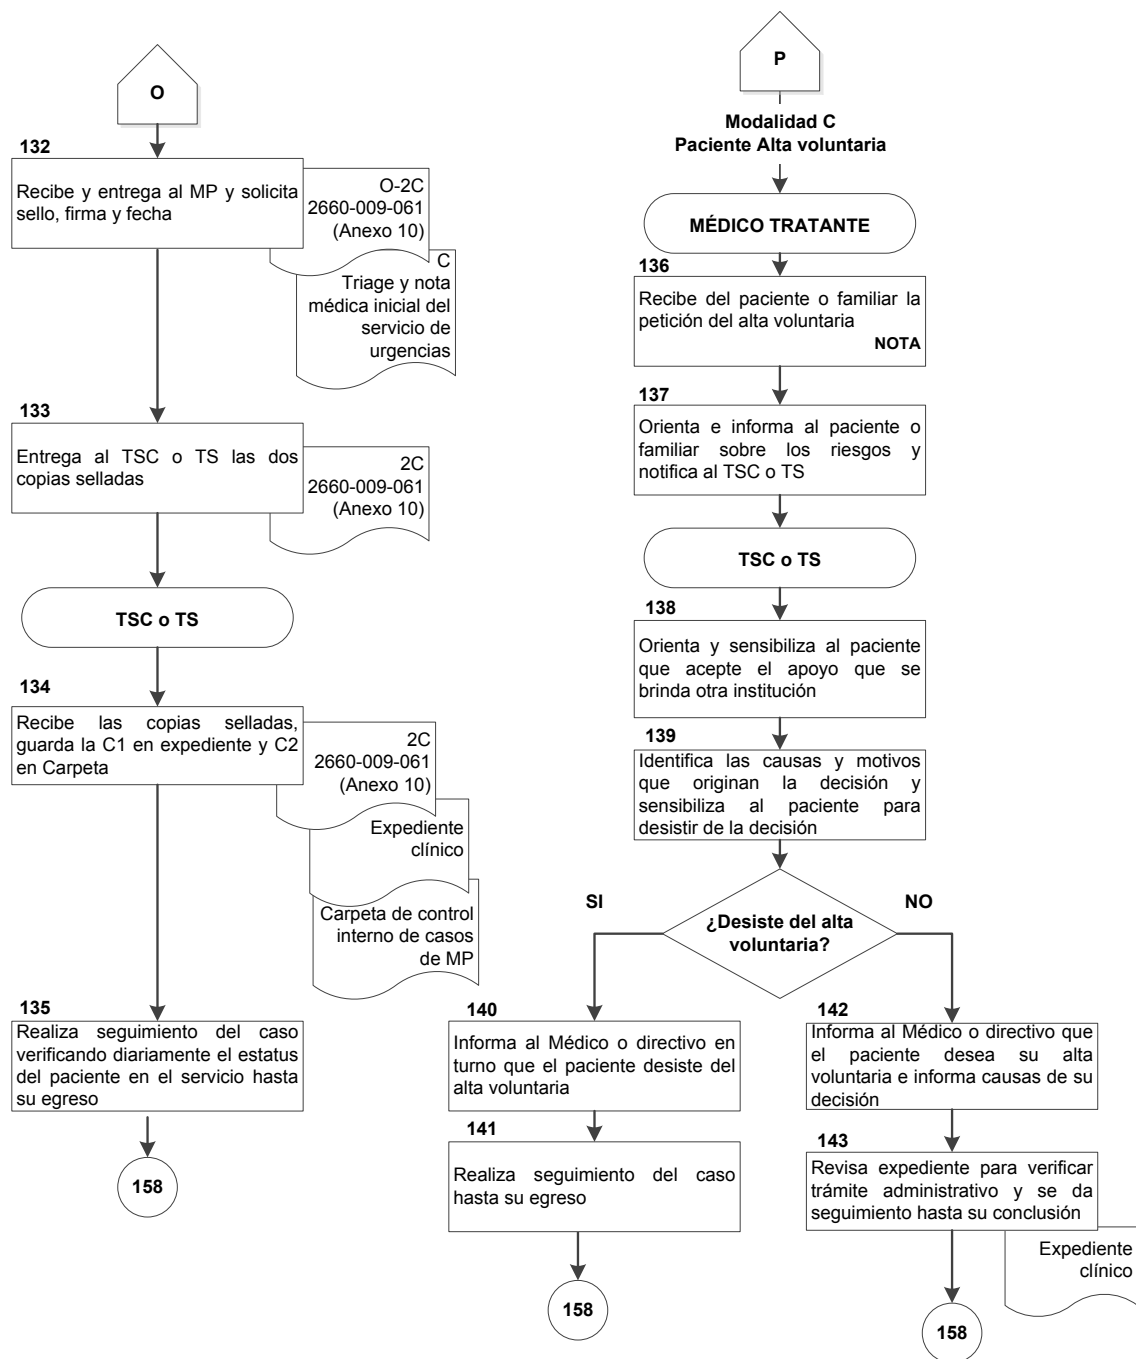 O
132
Recibe y entrega al MP y solicita
sello, firma y fecha
O-2C
2660-009-061
(Anexo 10)
C
Triage y nota
médica inicial del
servicio de
urgencias
133
Entrega al TSC o TS las dos
copias selladas
2C
2660-009-061
(Anexo 10)
TSC o TS
134
Recibe las copias selladas,
guarda la C1 en expediente y C2
en Carpeta
2C
2660-009-061
(Anexo 10)
Expediente
clínico
Carpeta de control
interno de casos
de MP
135
Realiza seguimiento del caso
verificando diariamente el estatus
del paciente en el servicio hasta
su egreso
158
P
Modalidad C
Paciente Alta voluntaria
MÉDICO TRATANTE
136
Recibe del paciente o familiar la
petición del alta voluntaria
NOTA
137
Orienta e informa al paciente o
familiar sobre los riesgos y
notifica al TSC o TS
TSC o TS
138
Orienta y sensibiliza al paciente
que acepte el apoyo que se
brinda otra institución
139
Identifica las causas y motivos
que originan la decisión y
sensibiliza al paciente para
desistir de la decisión
¿Desiste del alta
voluntaria?
SI
140
Informa al Médico o directivo en
turno que el paciente desiste del
alta voluntaria
141
Realiza seguimiento del caso
hasta su egreso
158
NO
142
Informa al Médico o directivo que
el paciente desea su alta
voluntaria e informa causas de su
decisión
143
Revisa expediente para verificar
trámite administrativo y se da
seguimiento hasta su conclusión
Expediente
clínico
158